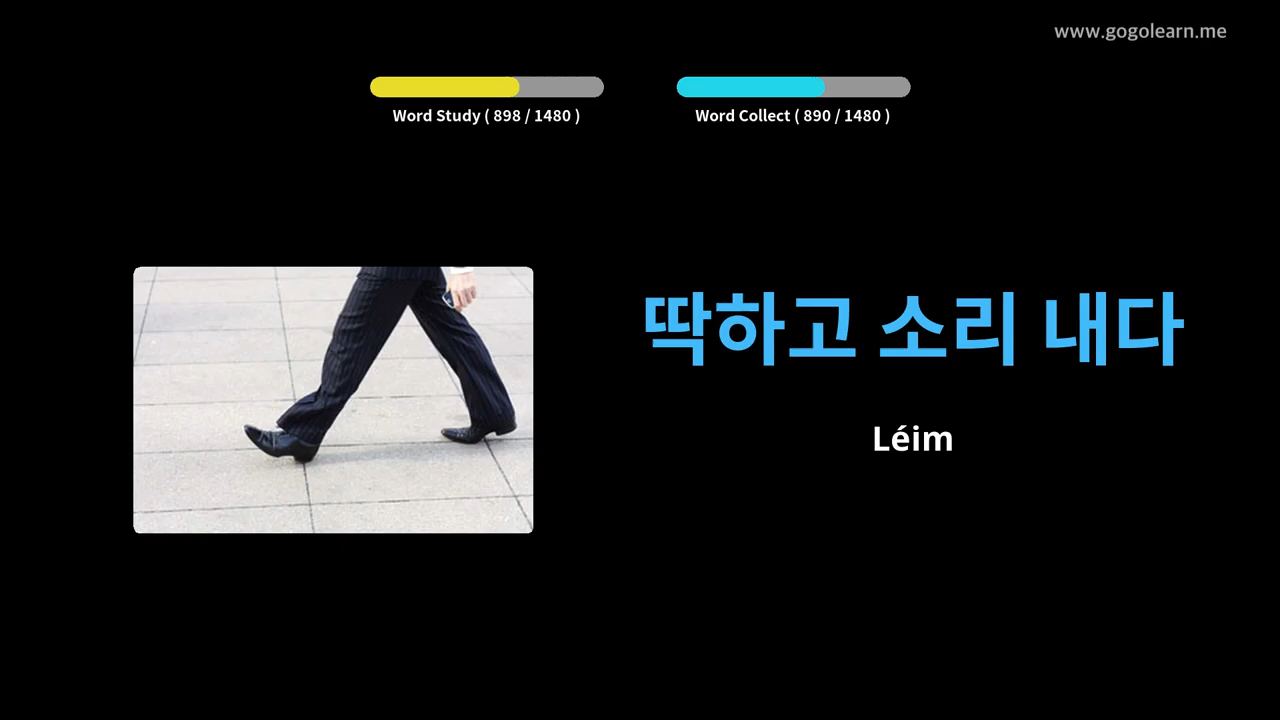 www.gogolearn.me
Word Study ( 898 / 1480 )
Word Collect ( 890 / 1480 )
딱하고 소리 내다
Léim